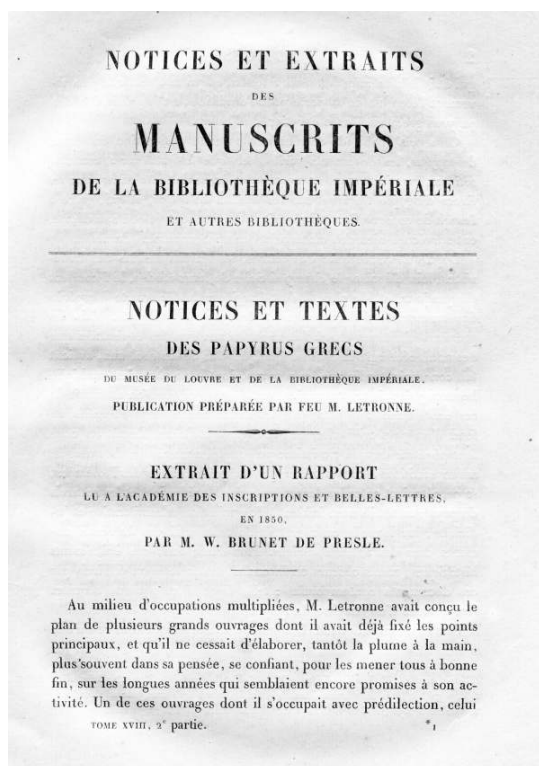 NOTICES ET EXTRAITS
DES
MANUSCRITS
DE LA BIBLIOTHÈQUE IMPÉRIALE
ET AUTRES BIBLIOTHÈQUES.
NOTICES ET TEXTES
DES PAPYRUS GRECS
DU MUSÉE DU LOUVRE ET DE LA BIBLIOTHÈQUE IMPÉRIALE.
PUBLICATION PRÉPARÉE PAR FEU M. LETRONNE.
EXTRAIT D'UN RAPPORT
LU A L'ACADÉMIE DES INSCRIPTIONS ET BELLES-LETTRES,
EN 1850,
PAR M. W. BRUNET DE PRESLE.
Au milieu d'occupations multipliées, M. Letronne avait conçu le
plan de plusieurs grands ouvrages dont il avait déjà fixé les points
principaux, et qu'il ne cessait d'élaborer, tantôt la plume à la main,
plus souvent dans sa pensée, se confiant, pour les mener tous à bonne
fin, sur les longues années qui semblaient encore promises à son ac-
tivité. Un de ces ouvrages dont il s'occupait avec prédilection, celui
TOME XVIII, 2e partie. *1